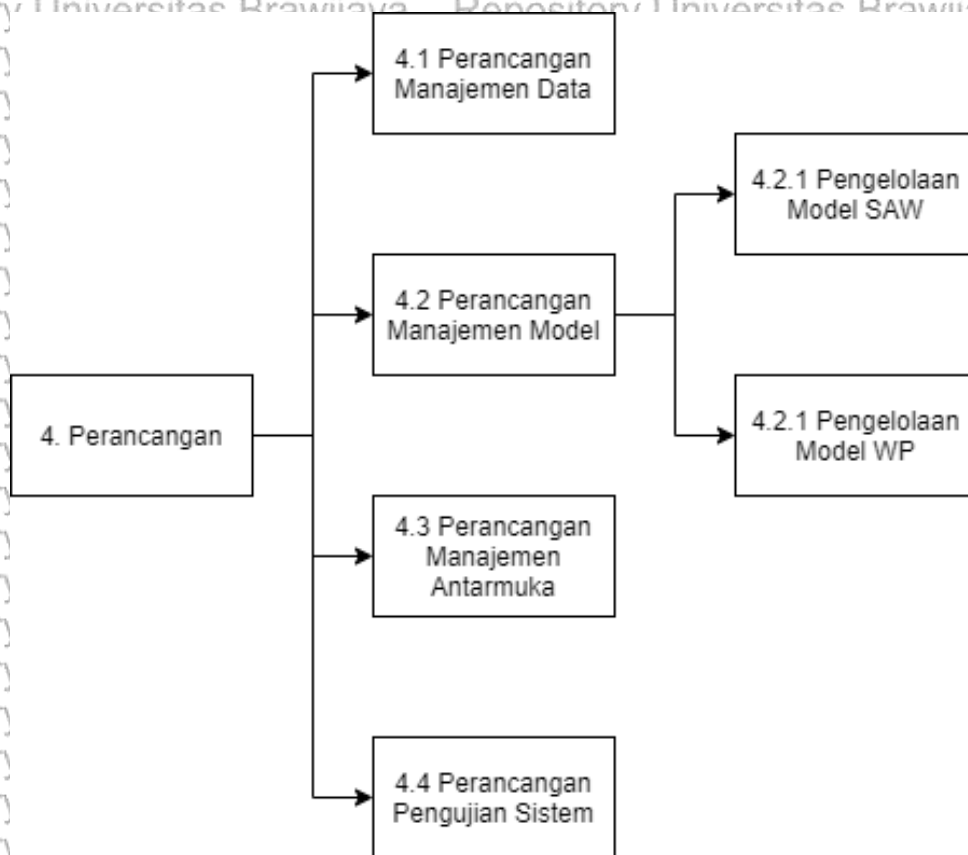 y Universitas Brawijaya
Repository Universitas Brawij
4.1 Perancangan
Manajemen Data
4.2.1 Pengelolaan
Model SAW
4.2 Perancangan
Manajemen Model
4. Perancangan
4.2.1 Pengelolaan
Model WP
4.3 Perancangan
Manajemen
Antarmuka
4.4 Perancangan
Pengujian Sistem